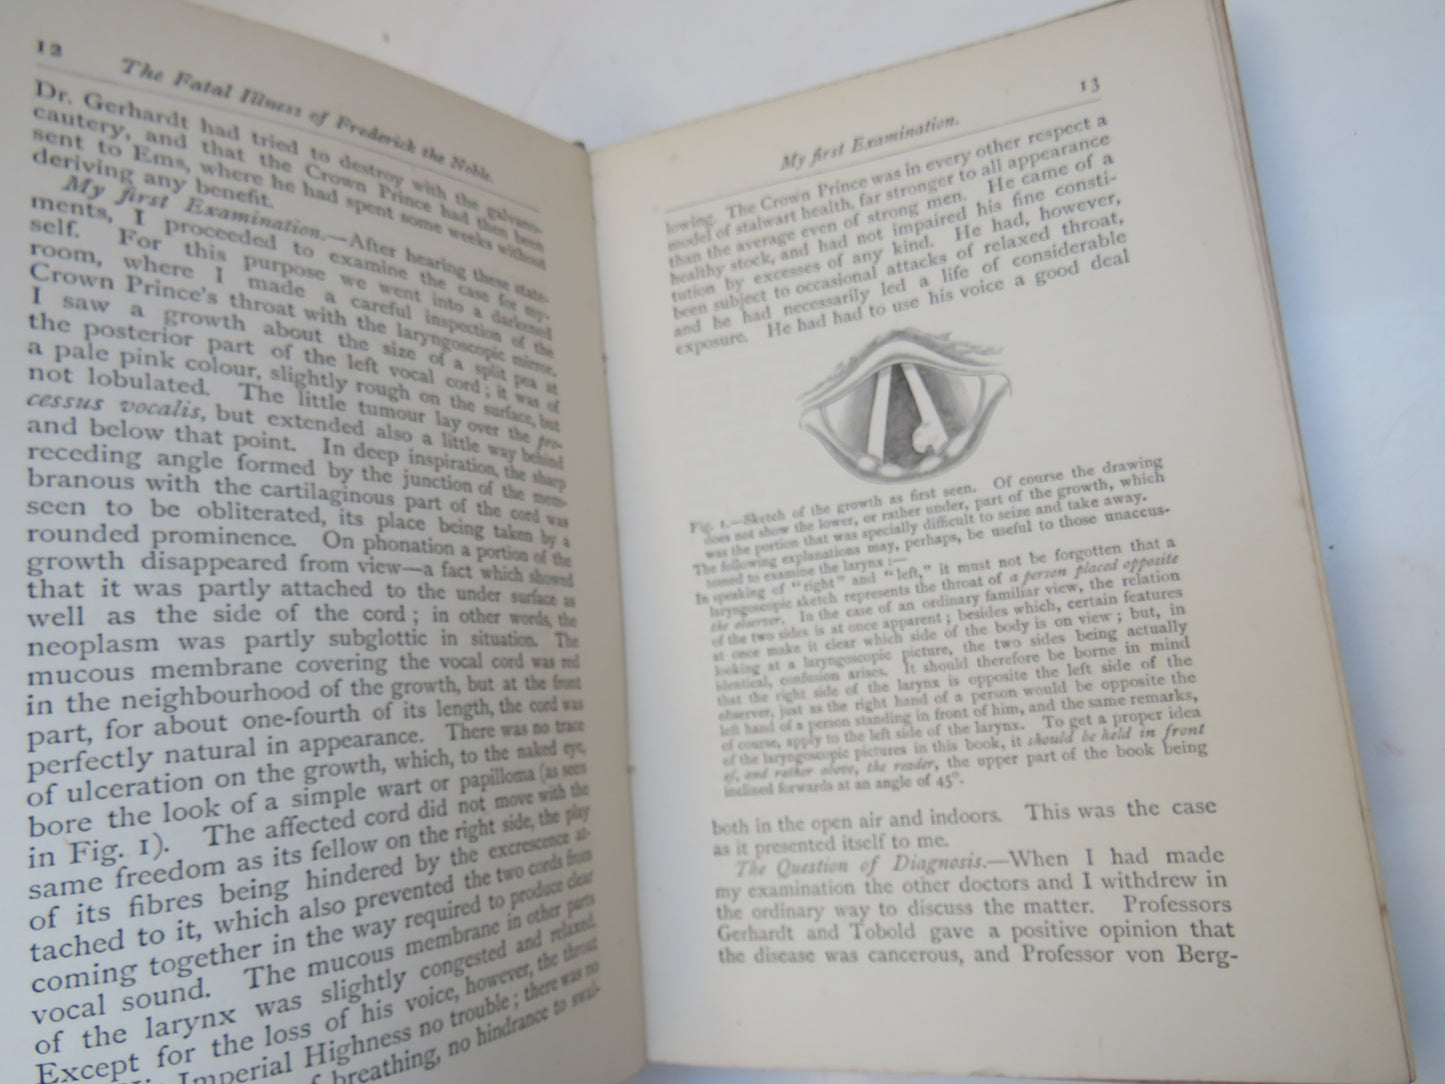 12
The Fatal Illness of Frederick the Noble.
Dr. Gerhardt had tried to destroy with the galvano-
cautery, and that the Crown Prince had then been
sent to Ems, where he had spent some weeks without
deriving any benefit.
My first Examination.—After hearing these state-
ments, I proceeded to examine the case for my-
self. For this purpose we went into a darkened
room, where I made a careful inspection of the
Crown Prince's throat with the laryngoscopic mirror.
I saw a growth about the size of a split pea at
the posterior part of the left vocal cord; it was of
a pale pink colour, slightly rough on the surface, but
not lobulated. The little tumour lay over the pro-
cessus vocalis, but extended also a little way behind
and below that point. In deep inspiration, the sharp
receding angle formed by the junction of the mem-
branous with the cartilaginous part of the cord was
seen to be obliterated, its place being taken by a
rounded prominence. On phonation a portion of the
growth disappeared from view—a fact which showed
that it was partly attached to the under surface as
well as the side of the cord; in other words, the
neoplasm was partly subglottic in situation. The
mucous membrane covering the vocal cord was red
in the neighbourhood of the growth, but at the front
part, for about one-fourth of its length, the cord was
perfectly natural in appearance. There was no trace
of ulceration on the growth, which, to the naked eye,
bore the look of a simple wart or papilloma (as seen
in Fig. 1). The affected cord did not move with the
same freedom as its fellow on the right side, the play
of its fibres being hindered by the excrescence at-
tached to it, which also prevented the two cords from
coming together in the way required to produce clear
vocal sound. The mucous membrane in other parts
of the larynx was slightly congested and relaxed.
Except for the loss of his voice, however, the throat
Imperial Highness no trouble; there was no
breathing, no hindrance to swal-
My first Examination.
13
lowing. The Crown Prince was in every other respect a
model of stalwart health, far stronger to all appearance
than the average even of strong men. He came of a
healthy stock, and had not impaired his fine consti-
tution by excesses of any kind. He had, however,
been subject to occasional attacks of relaxed throat,
and he had necessarily led a life of considerable
exposure. He had had to use his voice a good deal
Fig. 1.—Sketch of the growth as first seen. Of course the drawing
does not show the lower, or rather under, part of the growth, which
was the portion that was specially difficult to seize and take away.
The following explanations may, perhaps, be useful to those unaccus-
tomed to examine the larynx:—
In speaking of "right" and "left," it must not be forgotten that a
laryngoscopic sketch represents the throat of a person placed opposite
the observer. In the case of an ordinary familiar view, the relation
of the two sides is at once apparent; besides which, certain features
at once make it clear which side of the body is on view; but, in
looking at a laryngoscopic picture, the two sides being actually
identical, confusion arises. It should therefore be borne in mind
that the right side of the larynx is opposite the left side of the
observer, just as the right hand of a person would be opposite the
left hand of a person standing in front of him, and the same remarks,
of course, apply to the left side of the larynx. To get a proper idea
of the laryngoscopic pictures in this book, it should be held in front
of, and rather above, the reader, the upper part of the book being
inclined forwards at an angle of 45°.
both in the open air and indoors. This was the case
as it presented itself to me.
The Question of Diagnosis.—When I had made
my examination the other doctors and I withdrew in
the ordinary way to discuss the matter. Professors
Gerhardt and Tobold gave a positive opinion that
the disease was cancerous, and Professor von Berg-